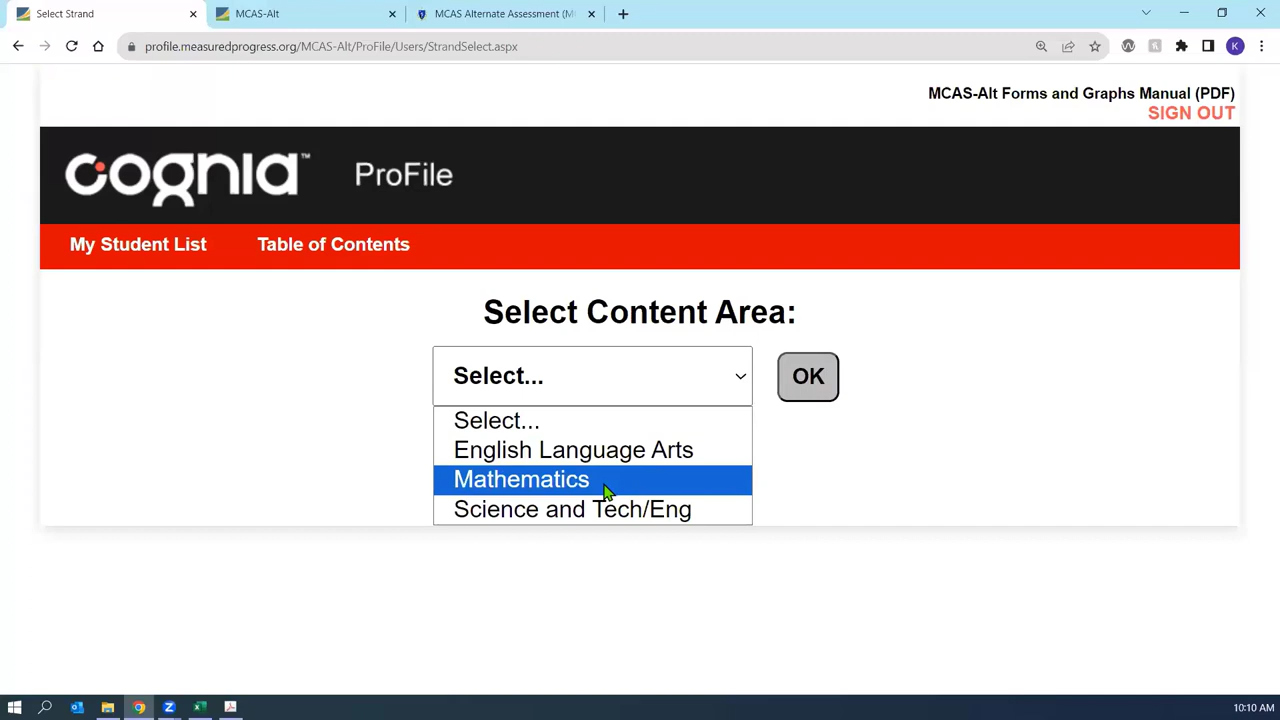 Select Strand
MCAS-Alt
MCAS Alternate Assessment (M
profile.measuredprogress.org/MCAS-Alt/ProFile/Users/StrandSelect.aspx
K
MCAS-Alt Forms and Graphs Manual (PDF)
SIGN OUT
cognia™ ProFile
My Student List Table of Contents
Select Content Area:
Select... OK
Select...
English Language Arts
Mathematics
Science and Tech/Eng
10:10 AM